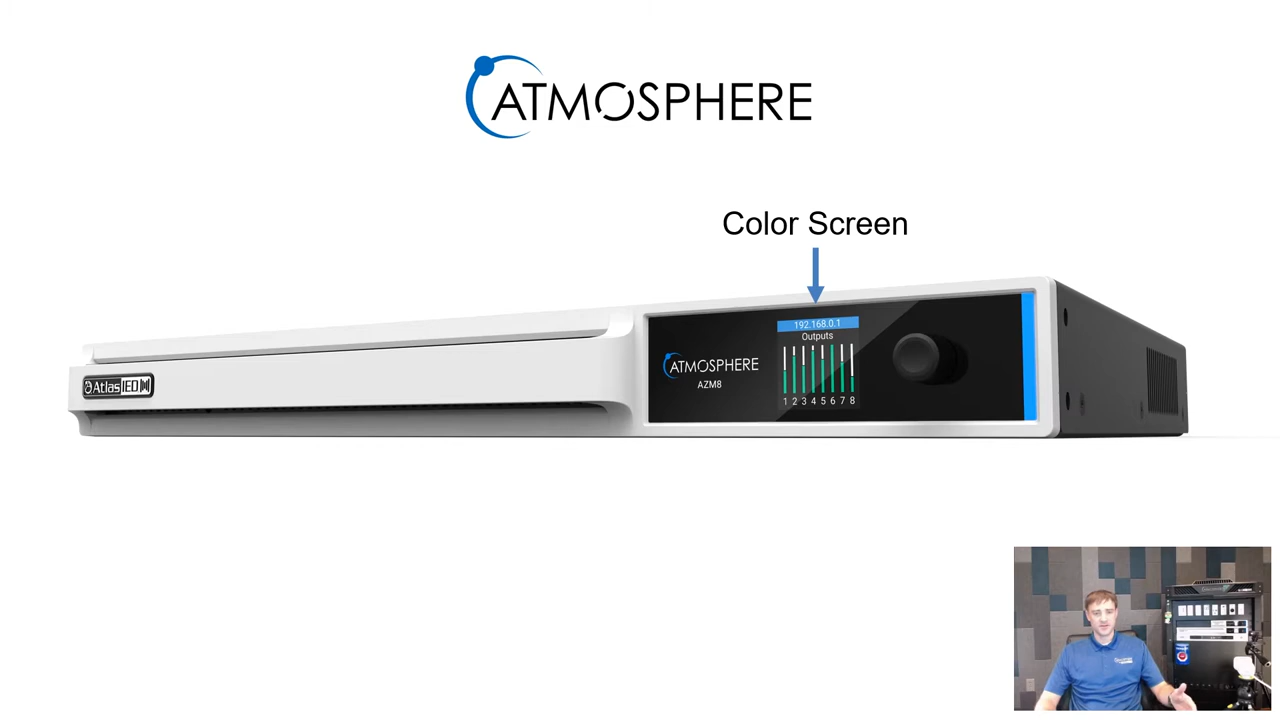 ATMOSPHERE
Color Screen
192.168.0.1
Outputs
ATMOSPHERE
AZM8
1 2 3 4 5 6 7 8
AtlasIED